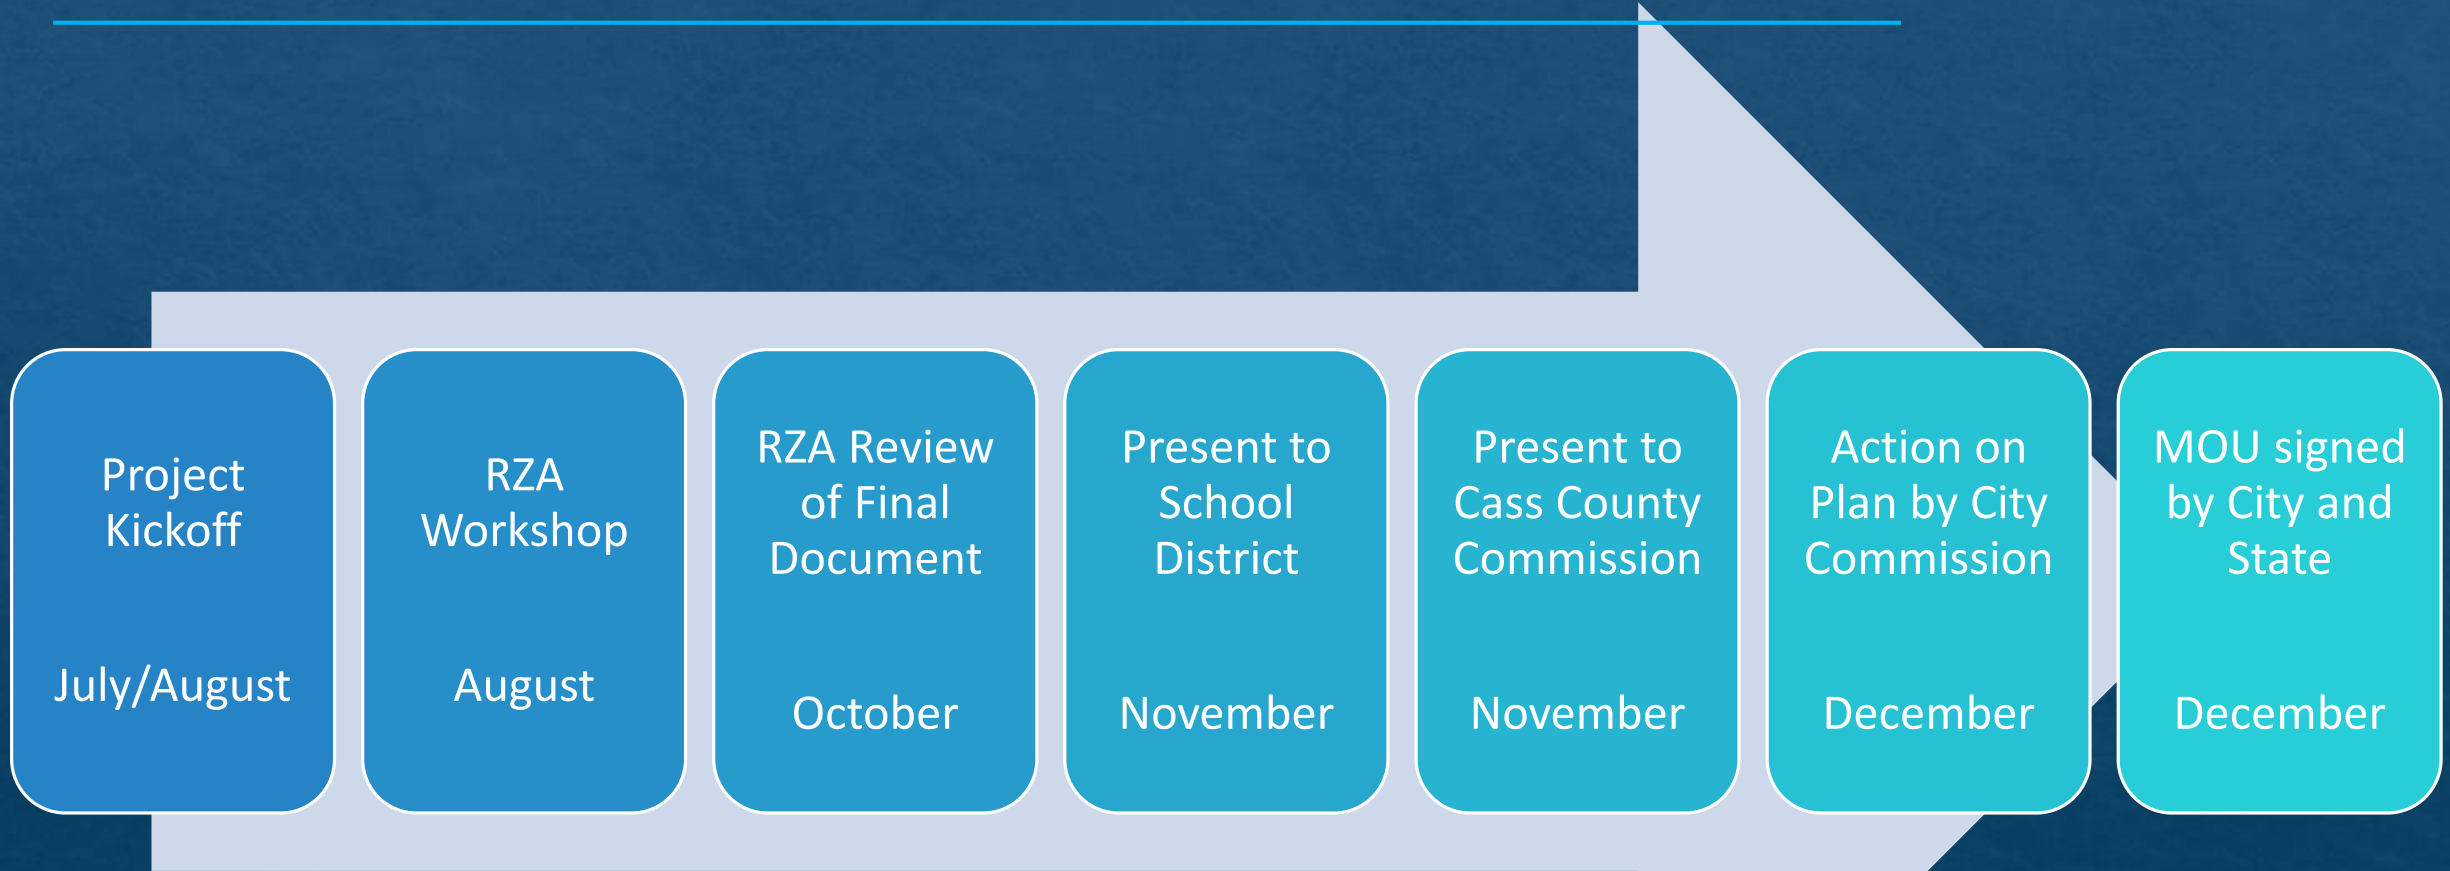 Project
Kickoff
July/August
RZA
Workshop
August
RZA Review
of Final
Document
October
Present to
School
District
November
Present to
Cass County
Commission
November
Action on
Plan by City
Commission
December
MOU signed
by City and
State
December